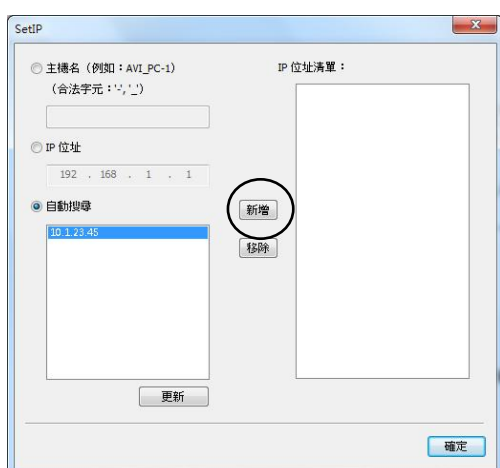 SetIP
主機名（例如：AVI_PC-1）
（合法字元：'-', '_'）
IP 位址
192 . 168 . 1 . 1
自動搜尋
10.1.23.45
更新
新增
移除
IP 位址清單：
確定